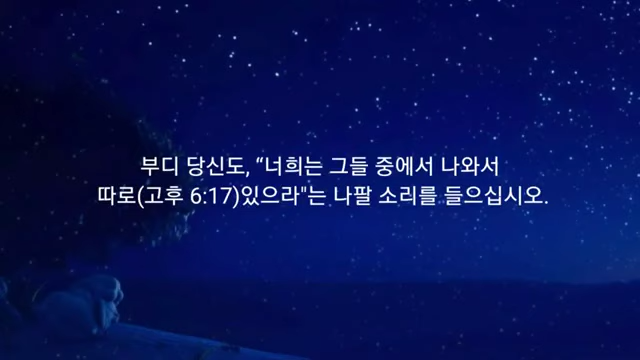 부디 당신도, “너희는 그들 중에서 나와서
따로(고후 6:17)있으라"는 나팔 소리를 들으십시오.